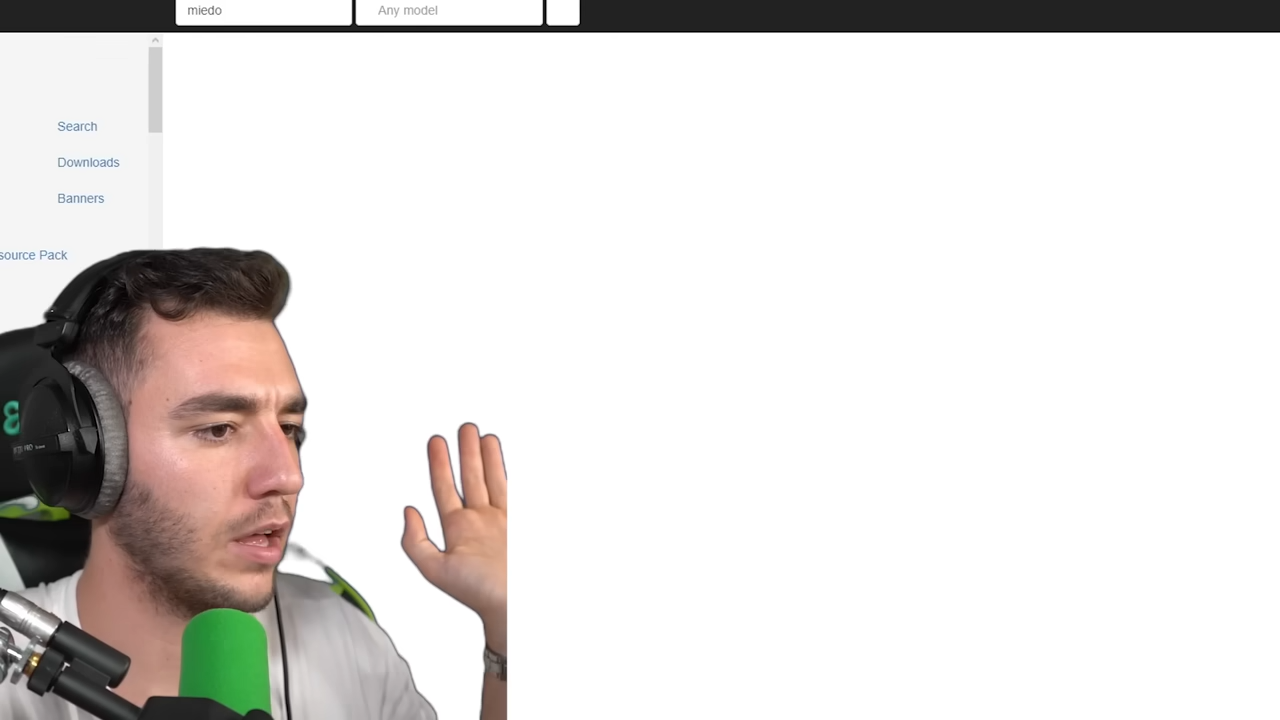 miedo
Any model
Search
Downloads
Banners
source Pack